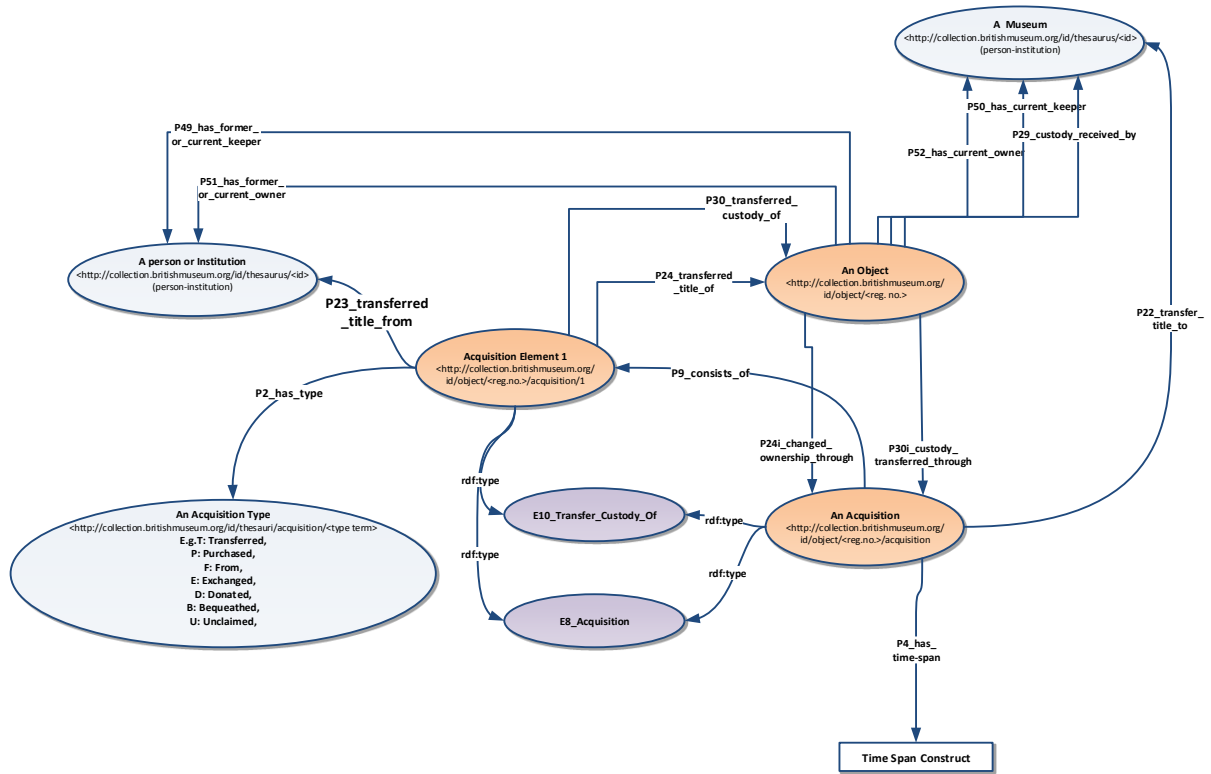 A  Museum
<http://collection.britishmuseum.org/id/thesaurus/<id>
(person-institution)
P50_has_current_keeper
P49_has_former_
or_current_keeper
P29_custody_received_by
P52_has_current_owner
P51_has_former_
or_current_owner
P30_transferred_
custody_of
A person or Institution
<http://collection.britishmuseum.org/id/thesaurus/<id>
(person-institution)
An Object
<http://collection.britishmuseum.org/
id/object/<reg. no.>
P24_transferred
_title_of
P23_transferred
_title_from
P22_transfer_
title_to
Acquisition Element 1
<http://collection.britishmuseum.org/
id/object/<reg.no.>/acquisition/1
P9_consists_of
P2_has_type
P24i_changed_
ownership_through
P30i_custody_
transferred_through
rdf:type
An Acquisition Type
<http://collection.britishmuseum.org/id/thesauri/acquisition/<type term>
E.g.T: Transferred,
P: Purchased,
F: From,
E: Exchanged,
D: Donated,
B: Bequeathed,
U: Unclaimed,
E10_Transfer_Custody_Of
rdf:type
An Acquisition
<http://collection.britishmuseum.org/
id/object/<reg.no.>/acquisition
rdf:type
rdf:type
E8_Acquisition
P4_has_
time-span
Time Span Construct